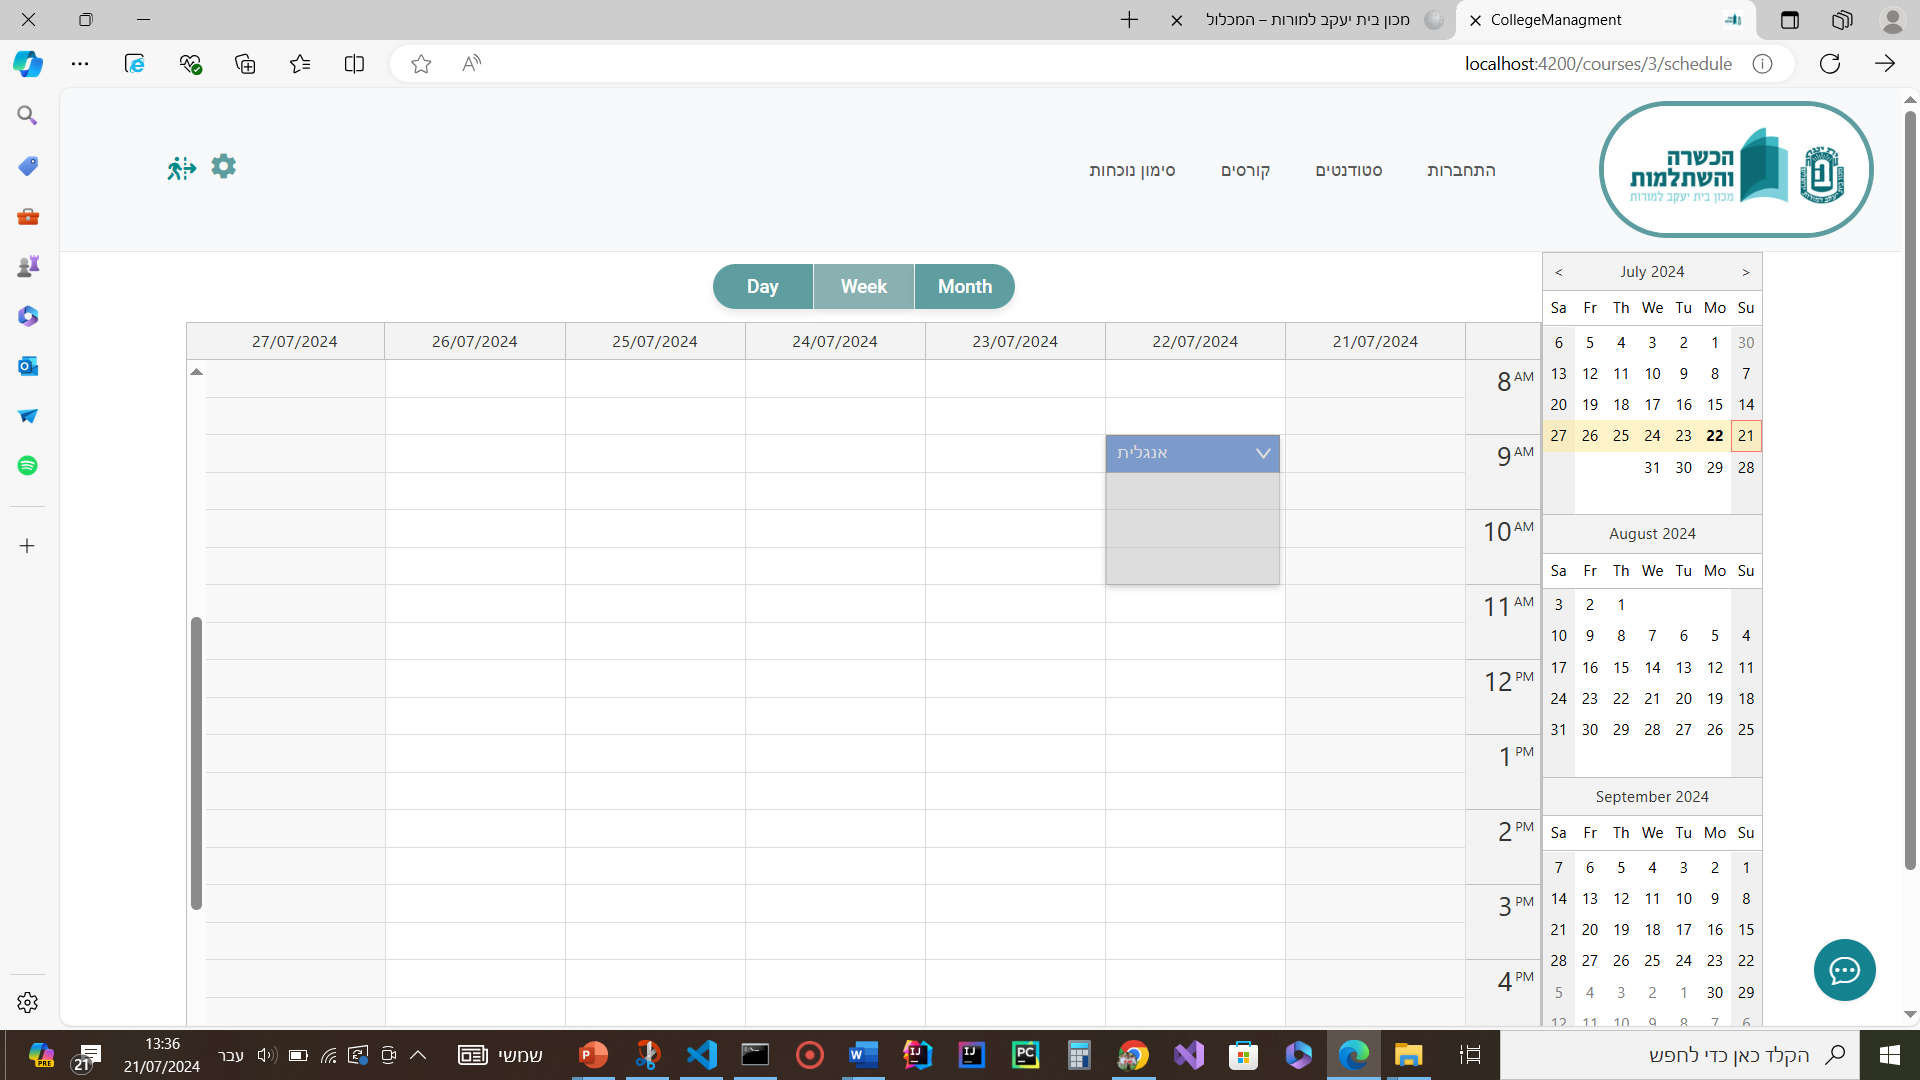 מכון בית יעקב למורות – המכלול
CollegeManagment
localhost:4200/courses/3/schedule
הכשרה
והשתלמות
מכון בית יעקב למורות
התחברות
סטודנטים
קורסים
סימון נוכחות
Day Week Month
27/07/2024 26/07/2024 25/07/2024 24/07/2024 23/07/2024 22/07/2024 21/07/2024
8 AM
9 AM
10 AM
11 AM
12 PM
1 PM
2 PM
3 PM
4 PM
אנגלית
< July 2024 >
Sa Fr Th We Tu Mo Su
6 5 4 3 2 1 30
13 12 11 10 9 8 7
20 19 18 17 16 15 14
27 26 25 24 23 22 21
31 30 29 28
August 2024
Sa Fr Th We Tu Mo Su
3 2 1
10 9 8 7 6 5 4
17 16 15 14 13 12 11
24 23 22 21 20 19 18
31 30 29 28 27 26 25
September 2024
Sa Fr Th We Tu Mo Su
7 6 5 4 3 2 1
14 13 12 11 10 9 8
21 20 19 18 17 16 15
28 27 26 25 24 23 22
5 4 3 2 1 30 29
12 11 10 9 8 7 6
הקלד כאן כדי לחפש
שמשי
עבר
13:36
21/07/2024
21
PRE